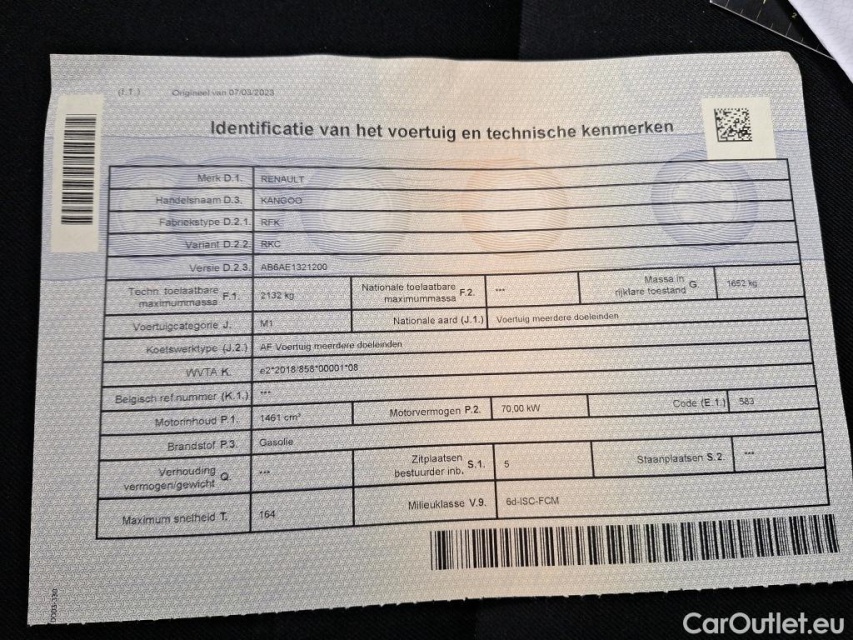 (I.T.) Origineel van 07/03/2023
Identificatie van het voertuig en technische kenmerken
Merk D.1. RENAULT
Handelsnaam D.3. KANGOO
Fabriekstype D.2.1. RFK
Variant D.2.2. RKC
Versie D.2.3. AB6AE1321200
Techn. toelaatbare maximummassa F.1. 2132 kg Nationale toelaatbare maximummassa F.2. --- Massa in rijklare toestand G. 1652 kg
Voertuigcategorie J. M1 Nationale aard (J.1.) Voertuig meerdere doeleinden
Koetswerktype (J.2.) AF Voertuig meerdere doeleinden
WVTA K. e2*2018/858*00001*08
Belgisch ref.nummer (K.1.) ---
Motorinhoud P.1. 1461 cm³ Motorvermogen P.2. 70.00 kW Code (E.1.) 583
Brandstof P.3. Gasolie
Verhouding vermogen/gewicht Q. --- Zitplaatsen bestuurder inb. S.1. 5 Staanplaatsen S.2. ---
Maximum snelheid T. 164 Milieuklasse V.9. 6d-ISC-FCM
CarOutlet.eu